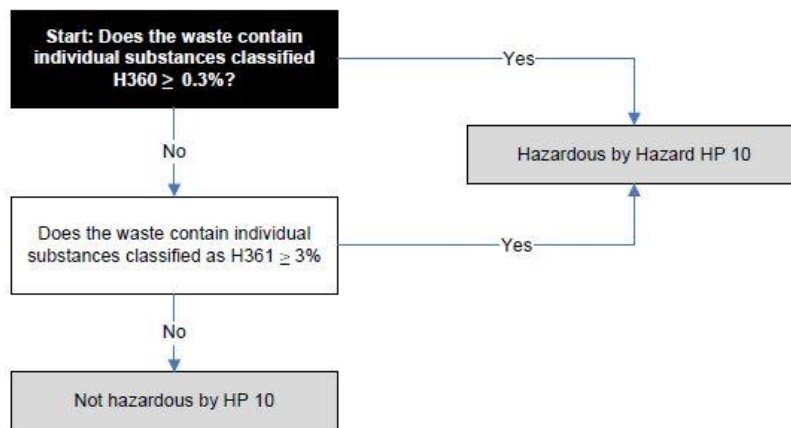 Start: Does the waste contain
individual substances classified
H360 ≥ 0.3%?
Yes
Hazardous by Hazard HP 10
No
Does the waste contain individual
substances classified as H361 ≥ 3%
Yes
No
Not hazardous by HP 10